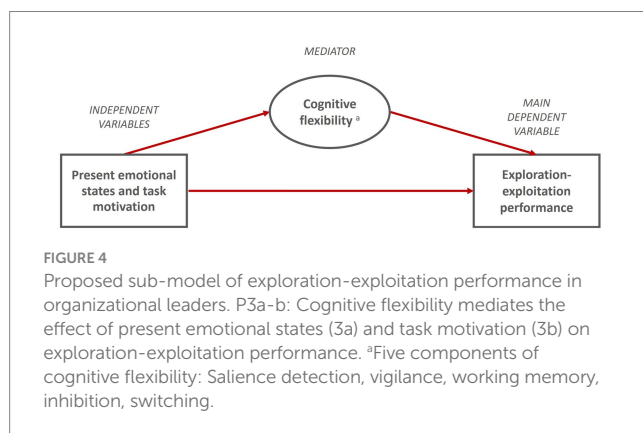 MEDIATOR
INDEPENDENT
VARIABLES
Cognitive
flexibility ᵃ
MAIN
DEPENDENT
VARIABLE
Present emotional
states and task
motivation
Exploration-
exploitation
performance
FIGURE 4
Proposed sub-model of exploration-exploitation performance in
organizational leaders. P3a-b: Cognitive flexibility mediates the
effect of present emotional states (3a) and task motivation (3b) on
exploration-exploitation performance. ᵃFive components of
cognitive flexibility: Salience detection, vigilance, working memory,
inhibition, switching.